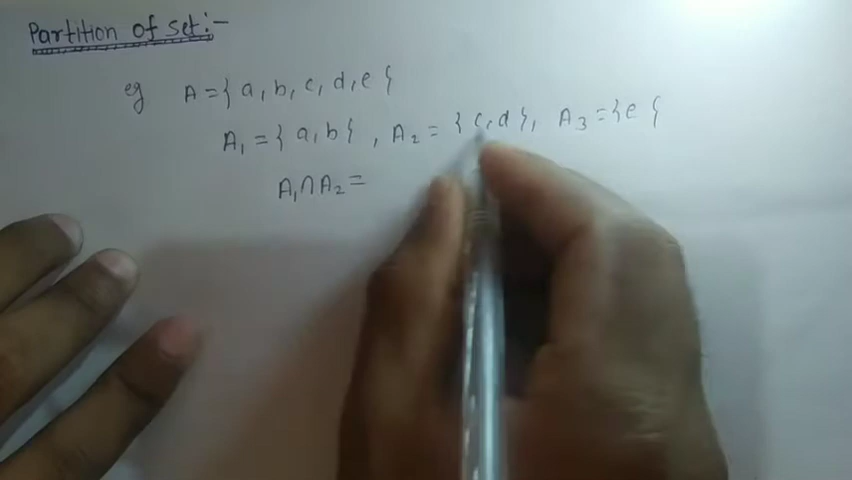 Partition of set:-
eg A = { a, b, c, d, e }
A₁ = { a, b }, A₂ = { c, d }, A₃ = { e }
A₁∩A₂ =